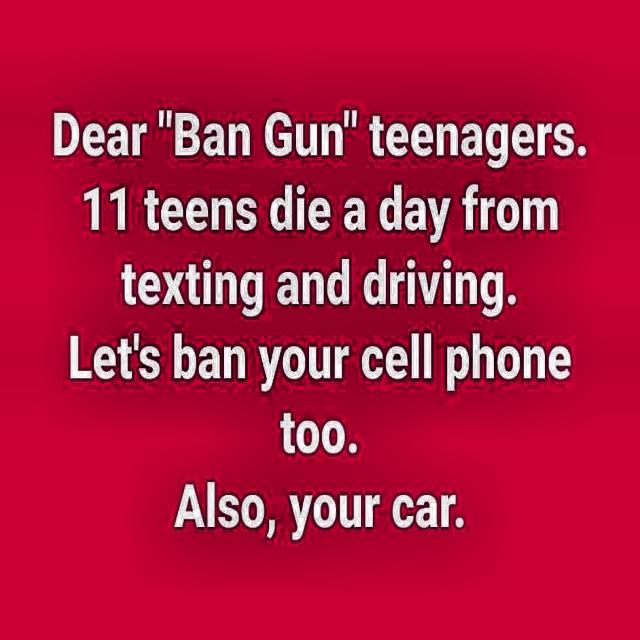 Dear "Ban Gun" teenagers.
11 teens die a day from
texting and driving.
Let's ban your cell phone
too.
Also, your car.